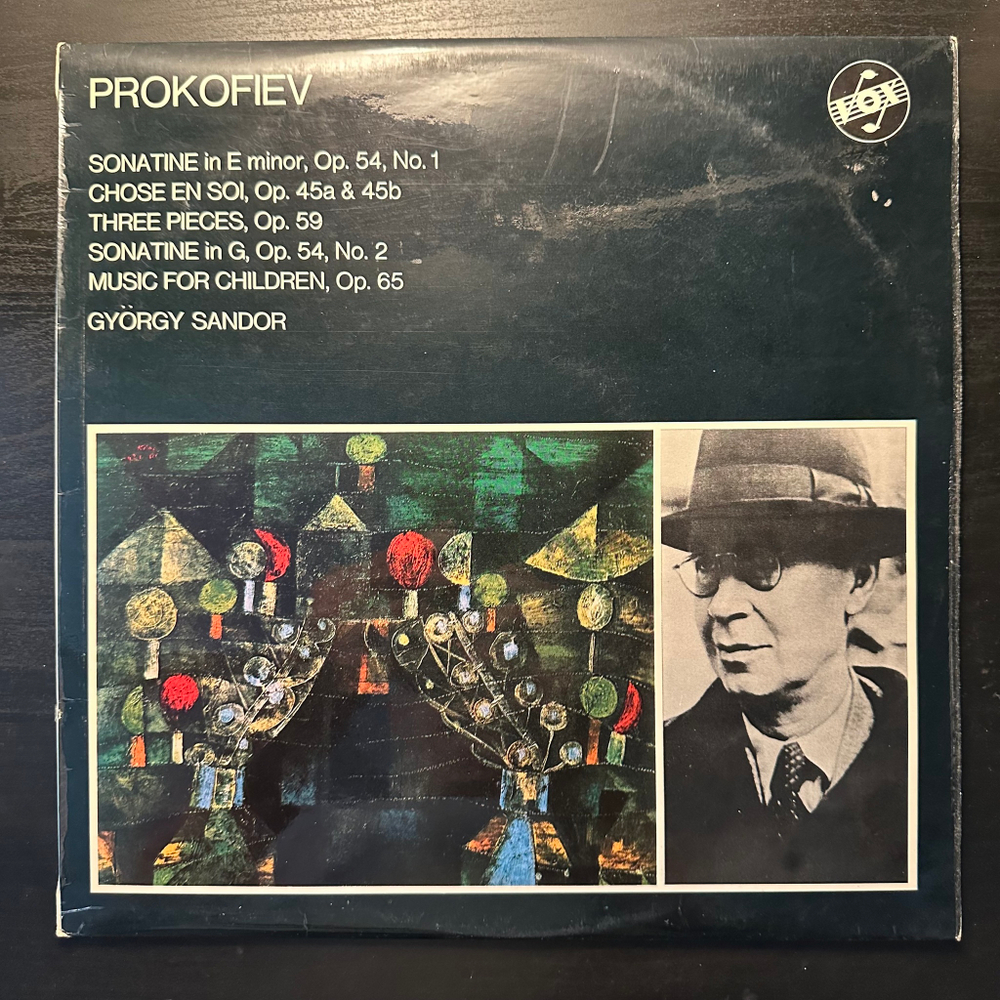 PROKOFIEV
VOX
SONATINE in E minor, Op. 54, No. 1
CHOSE EN SOI, Op. 45a & 45b
THREE PIECES, Op. 59
SONATINE in G, Op. 54, No. 2
MUSIC FOR CHILDREN, Op. 65
GYÖRGY SANDOR